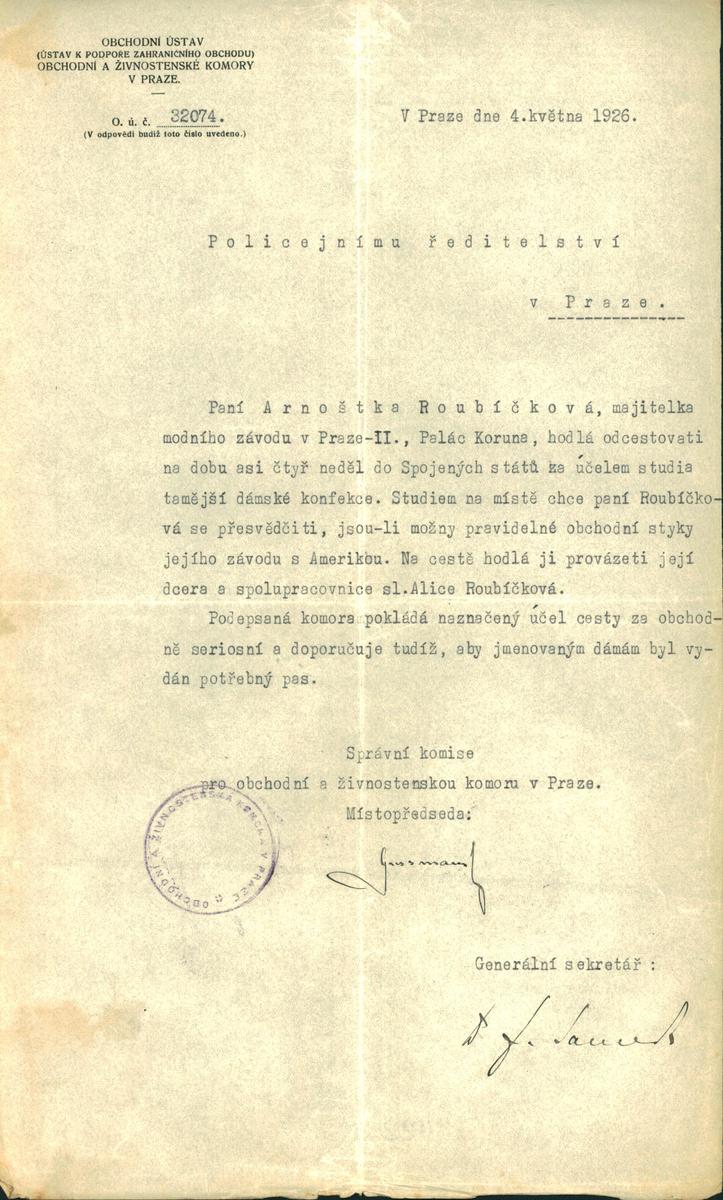 OBCHODNÍ ÚSTAV
(ÚSTAV K PODPOŘE ZAHRANIČNÍHO OBCHODU)
OBCHODNÍ A ŽIVNOSTENSKÉ KOMORY
V PRAZE.
O. ú. č. 32074.
(V odpovědi budiž toto číslo uvedeno.)
V Praze dne 4.května 1926.
Policejnímu ředitelství
v Praze.
Paní Arnoštka Roubíčková, majitelka
modního závodu v Praze-II., Palác Koruna, hodlá odcestovati
na dobu asi čtyř neděl do Spojených států za účelem studia
tamější dámské konfekce. Studiem na místě chce paní Roubíčko-
vá se přesvědčiti, jsou-li možny pravidelné obchodní styky
jejího závodu s Amerikou. Na cestě hodlá ji provázeti její
dcera a spolupracovnice sl.Alice Roubíčková.
Podepsaná komora pokládá naznačený účel cesty za obchod-
ně seriosní a doporučuje tudíž, aby jmenovaným dámám byl vy-
dán potřebný pas.
Správní komise
pro obchodní a živnostenskou komoru v Praze.
Místopředseda:
OBCHODNÍ A ŽIVNOSTENSKÁ KOMORA V PRAZE
Generální sekretář :